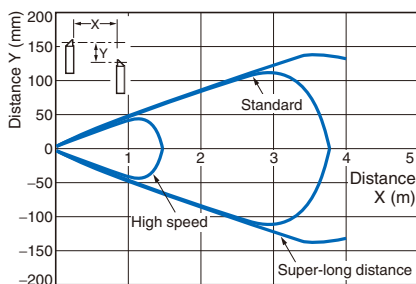 Distance Y (mm)
200
150
100
50
0
−50
−100
−150
−200
X
Y
Standard
High speed
Super-long distance
1
2
3
4
5
Distance
X (m)